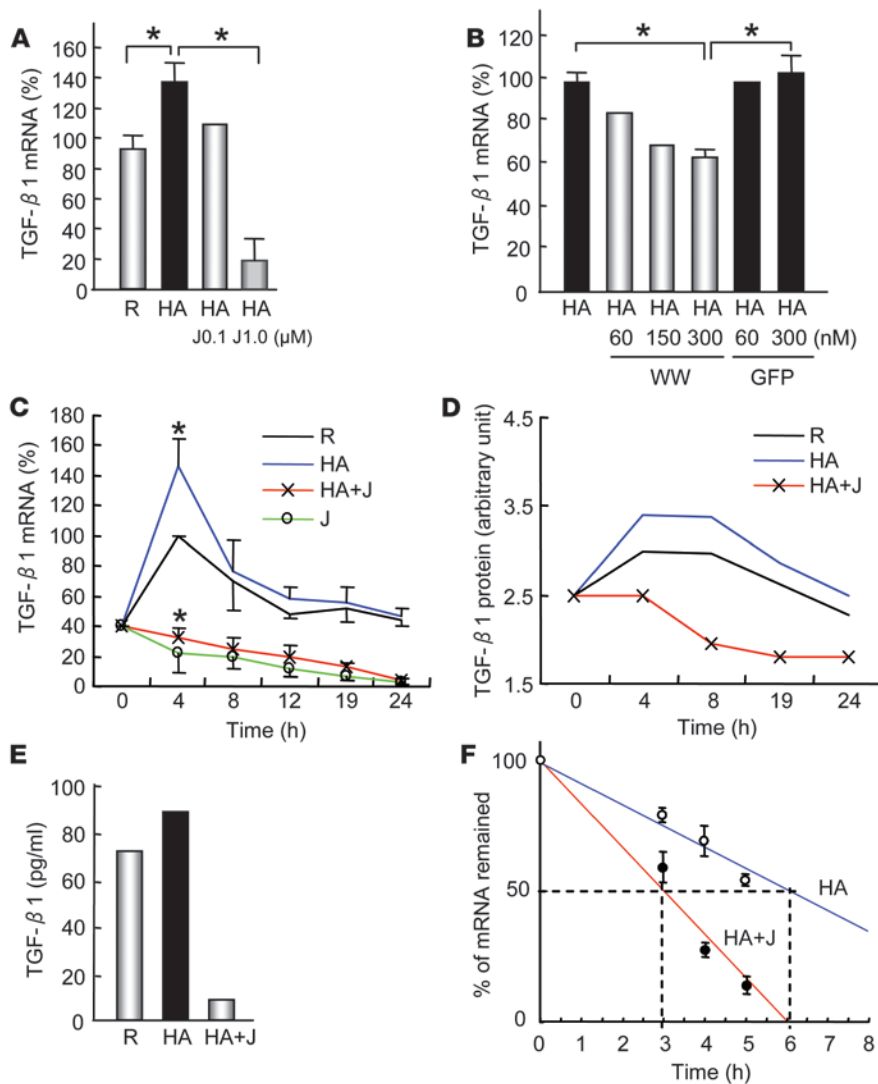 A
TGF-β1 mRNA (%)
160
140
120
100
80
60
40
20
0
* *
R HA HA HA
J0.1 J1.0 (μM)
B
TGF-β1 mRNA (%)
120
100
80
60
40
20
0
* *
HA HA HA HA HA HA
60 150 300 60 300 (nM)
WW GFP
C
TGF-β1 mRNA (%)
180
160
140
120
100
80
60
40
20
0
*
*
R
HA
HA+J
J
0 4 8 12 19 24
Time (h)
D
TGF-β1 protein (arbitrary unit)
4.5
3.5
2.5
1.5
R
HA
HA+J
0 4 8 19 24
Time (h)
E
TGF-β1 (pg/ml)
100
80
60
40
20
0
R HA HA+J
F
% of mRNA remained
100
50
0
HA
HA+J
0 1 2 3 4 5 6 7 8
Time (h)